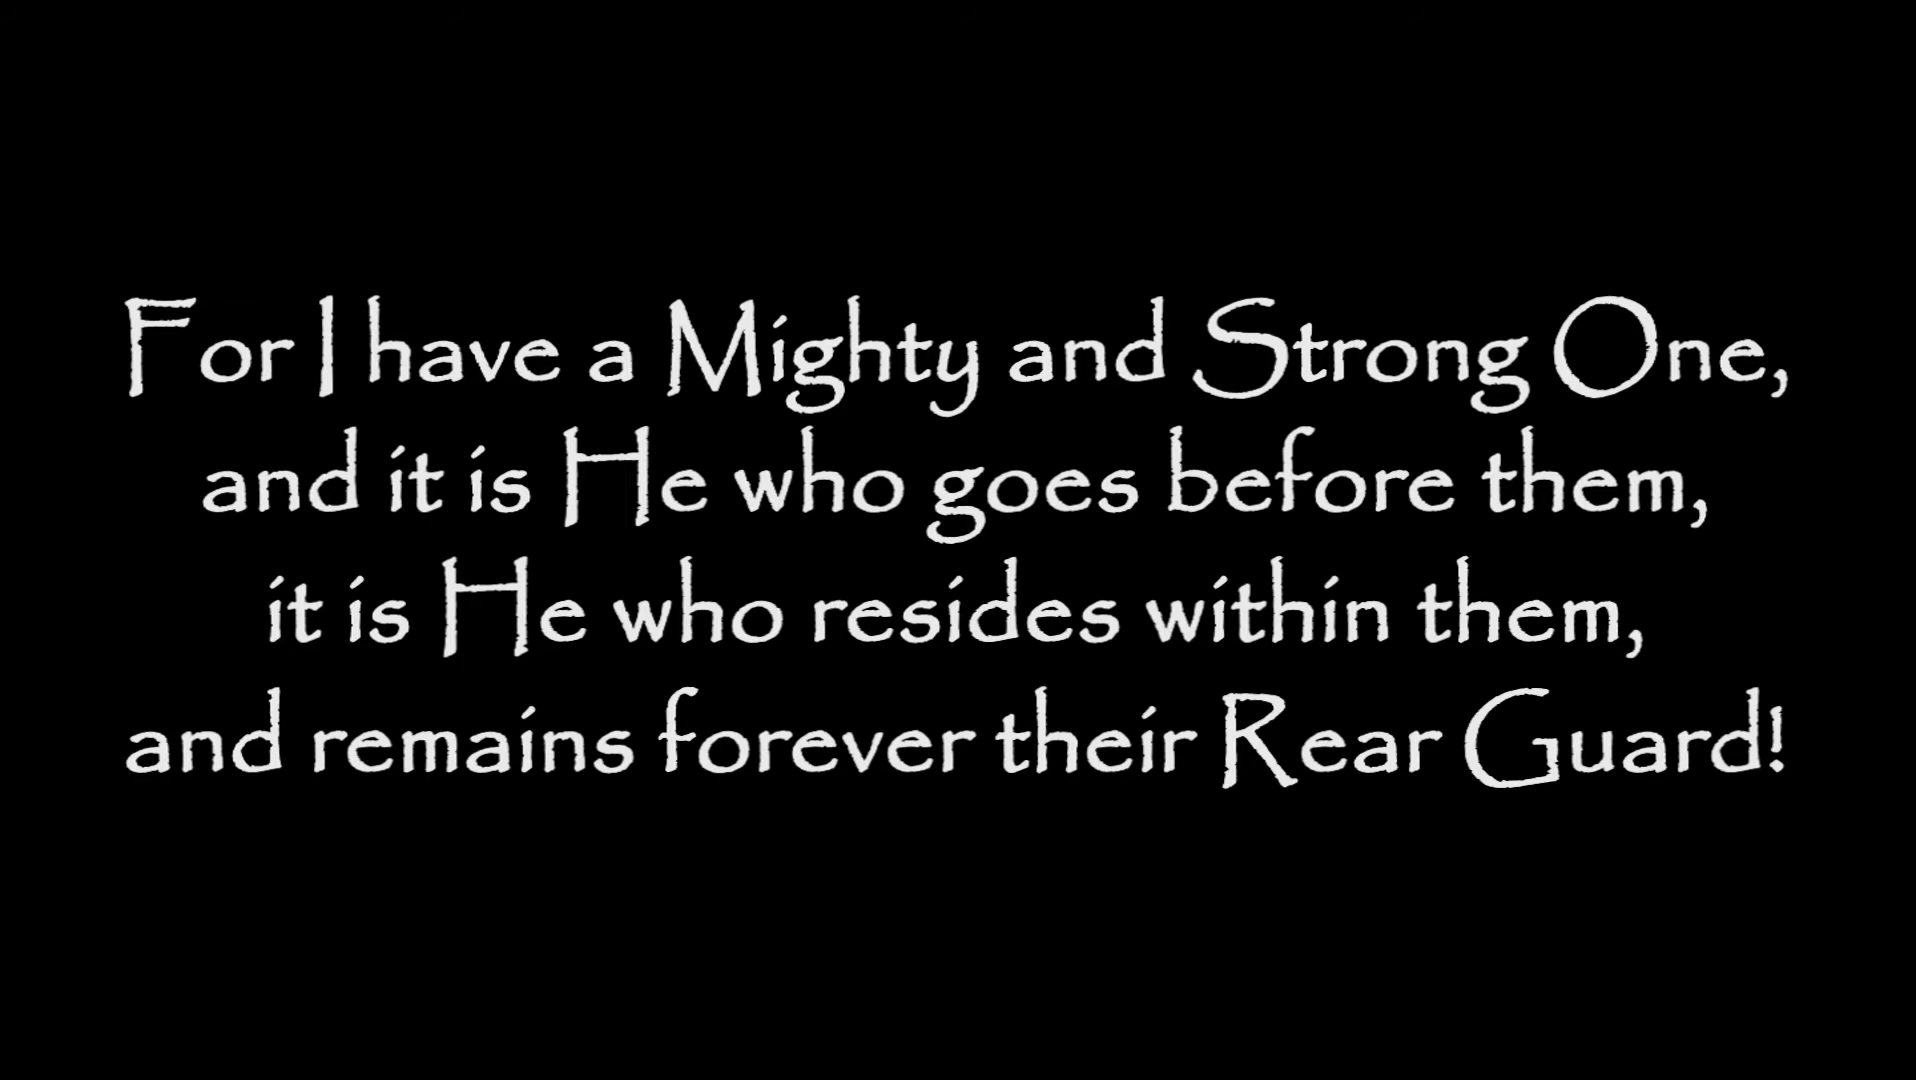 For I have a Mighty and Strong One,
and it is He who goes before them,
it is He who resides within them,
and remains forever their Rear Guard!